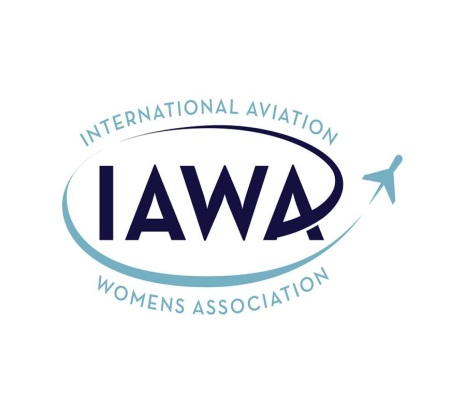 INTERNATIONAL AVIATION
IAWA
WOMENS ASSOCIATION